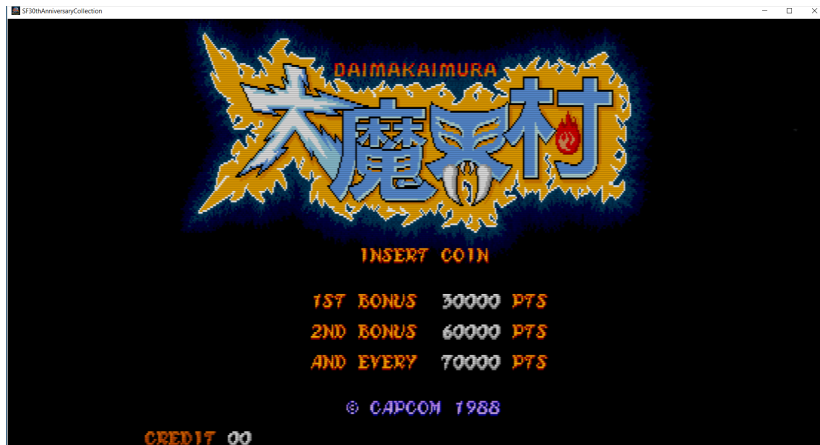 SF30thAnniversaryCollection
DAIMAKAIMURA
大魔界村
INSERT COIN
1ST BONUS 30000 PTS
2ND BONUS 60000 PTS
AND EVERY 70000 PTS
© CAPCOM 1988
CREDIT 00